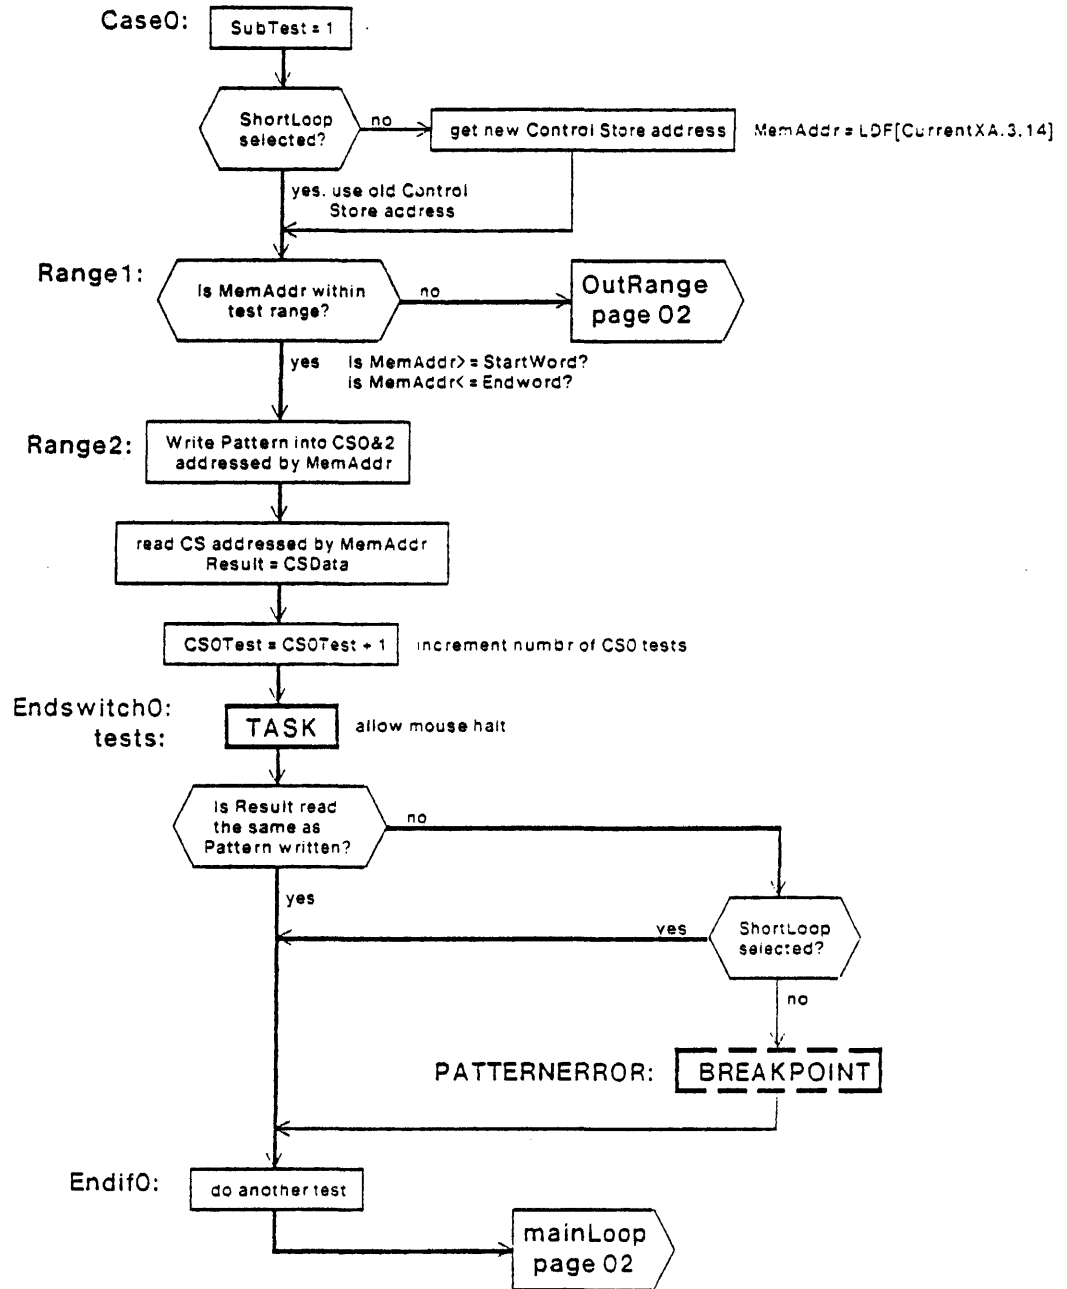 Case0:
SubTest = 1
ShortLoop
selected?
no
get new Control Store address
MemAddr = LDF[CurrentXA.3.14]
yes. use old Control
Store address
Range1:
Is MemAddr within
test range?
no
OutRange
page 02
yes
Is MemAddr> = StartWord?
is MemAddr< = Endword?
Range2:
Write Pattern into CS0&2
addressed by MemAddr
read CS addressed by MemAddr
Result = CSData
CS0Test = CS0Test + 1
increment numbr of CS0 tests
Endswitch0:
tests:
TASK
allow mouse halt
Is Result read
the same as
Pattern written?
no
yes
yes
ShortLoop
selected?
no
PATTERNERROR:
BREAKPOINT
Endif0:
do another test
mainLoop
page 02